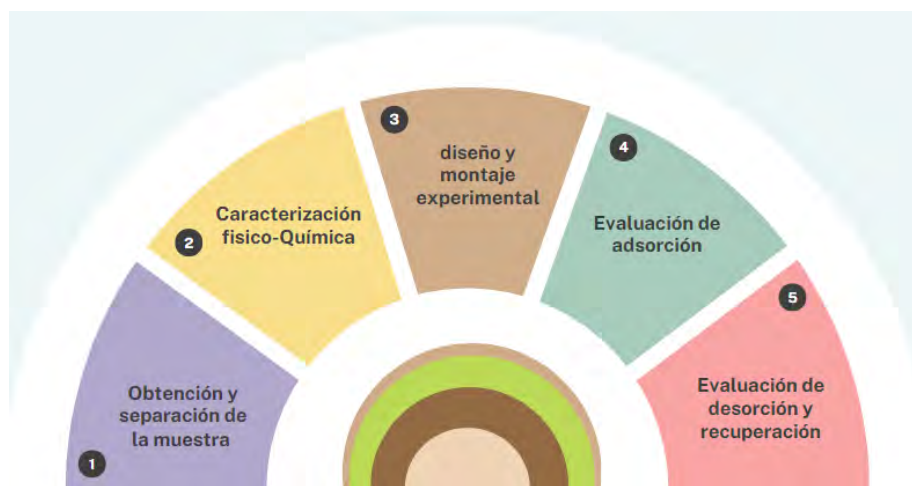 1
Obtención y
separación de
la muestra
2
Caracterización
fisico-Química
3
diseño y
montaje
experimental
4
Evaluación de
adsorción
5
Evaluación de
desorción y
recuperación